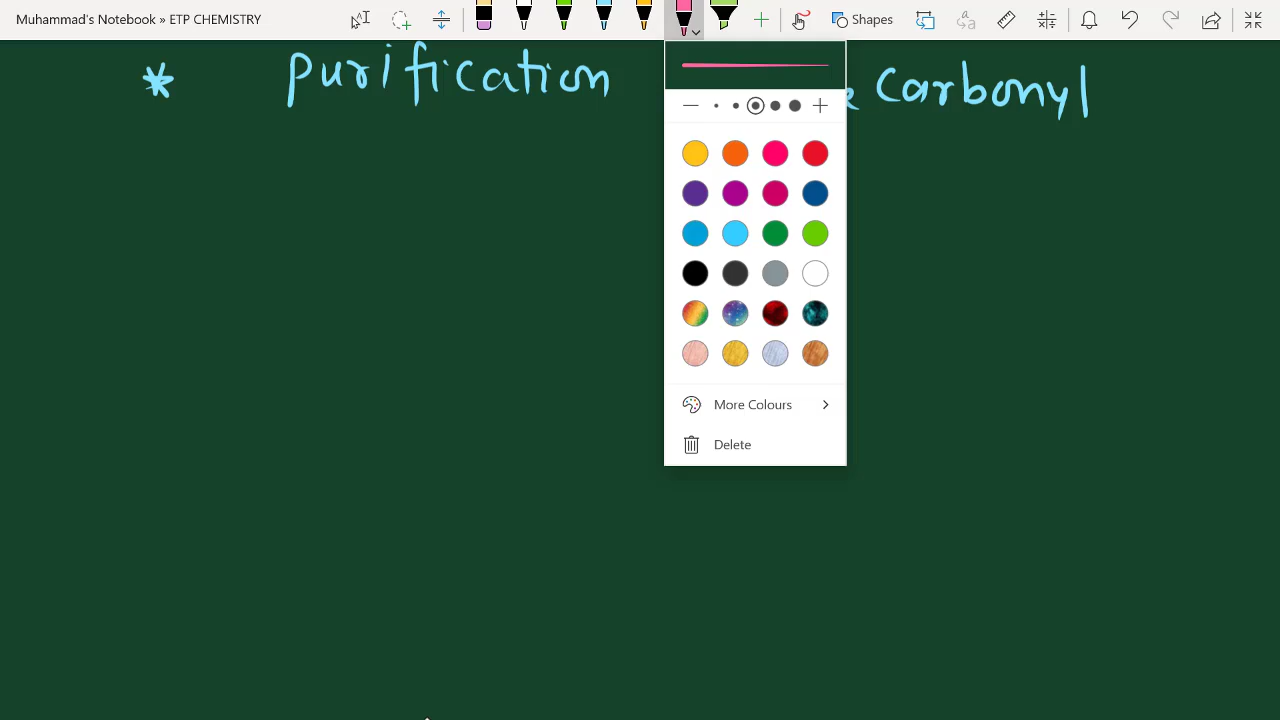 Muhammad's Notebook » ETP CHEMISTRY
Shapes
* Purification Carbonyl
More Colours
Delete